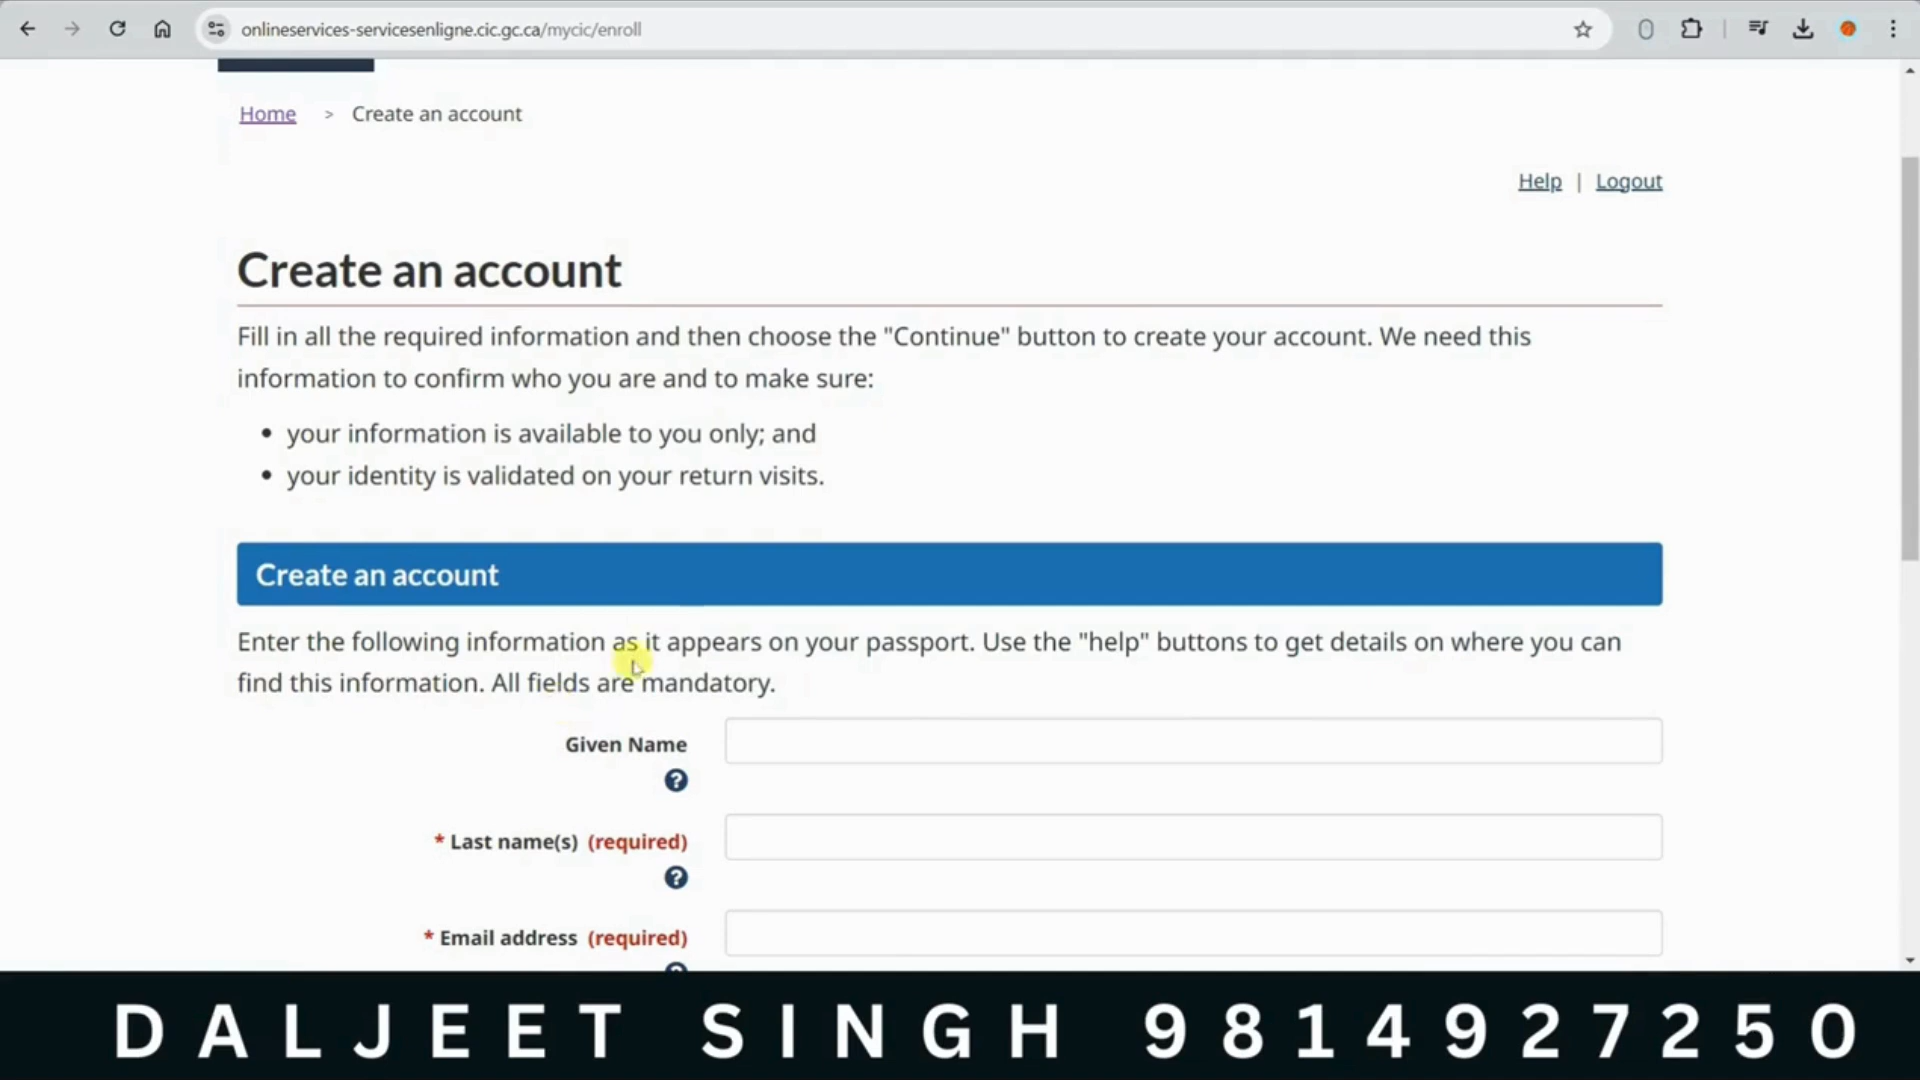 onlineservices-servicesenligne.cic.gc.ca/mycic/enroll
Home > Create an account
Help | Logout
Create an account
Fill in all the required information and then choose the "Continue" button to create your account. We need this
information to confirm who you are and to make sure:
• your information is available to you only; and
• your identity is validated on your return visits.
Create an account
Enter the following information as it appears on your passport. Use the "help" buttons to get details on where you can
find this information. All fields are mandatory.
Given Name
?
* Last name(s) (required)
?
* Email address (required)
DALJEET SINGH 9814927250